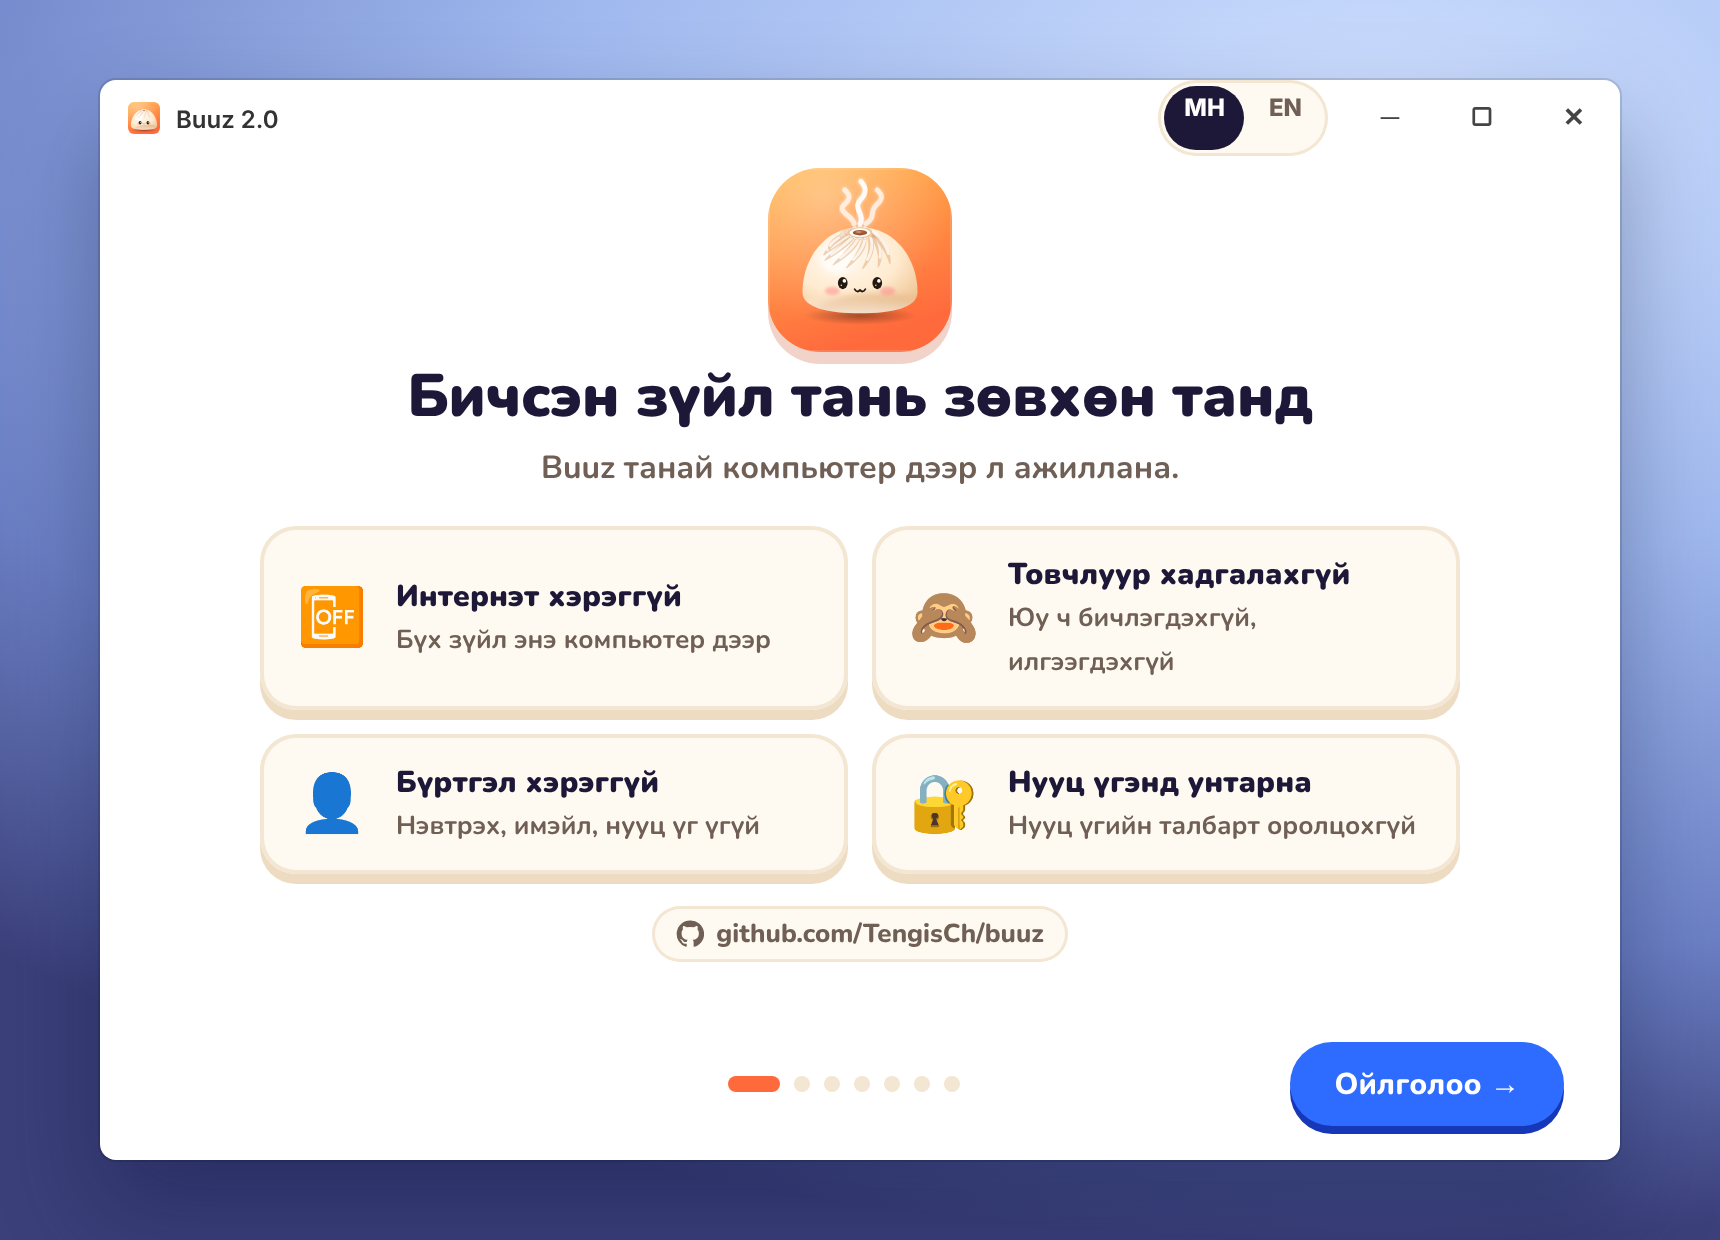 Buuz 2.0
МН EN
Бичсэн зүйл тань зөвхөн танд
Buuz танай компьютер дээр л ажиллана.
OFF
Интернэт хэрэггүй
Бүх зүйл энэ компьютер дээр
Товчлуур хадгалахгүй
Юу ч бичлэгдэхгүй,
илгээгдэхгүй
Бүртгэл хэрэггүй
Нэвтрэх, имэйл, нууц үг үгүй
Нууц үгэнд унтарна
Нууц үгийн талбарт оролцохгүй
github.com/TengisCh/buuz
Ойлголоо →